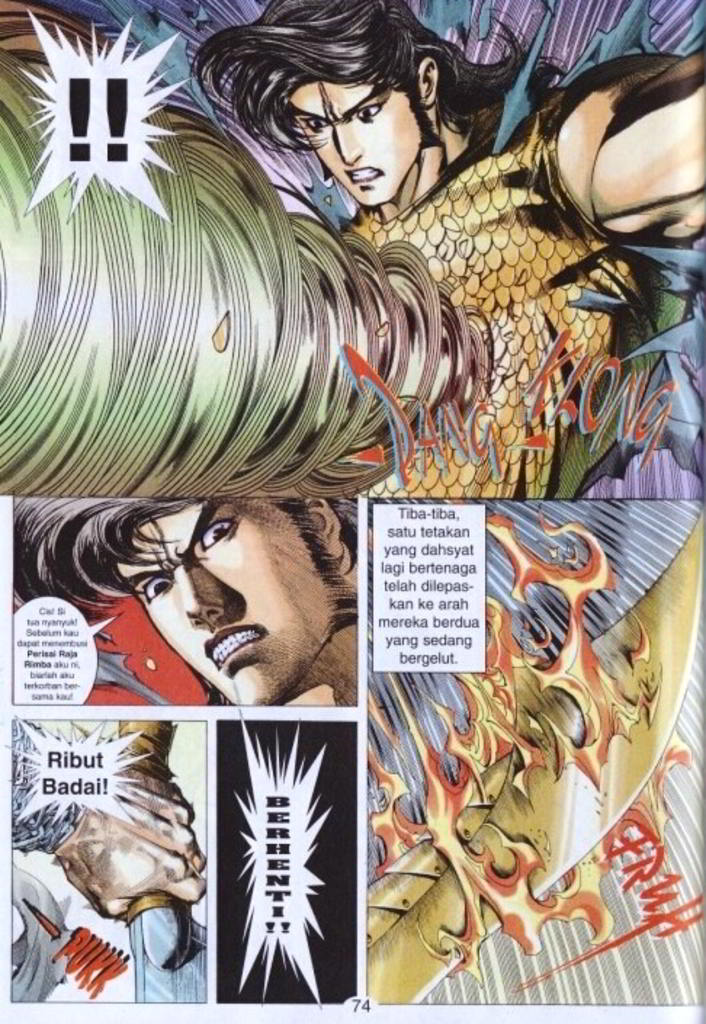 !!
DANG
KLONG
Cis! Si
tua nyanyuk!
Sebelum kau
dapat menembusi
Perisai Raja
Rimba aku ni,
biarlah aku
terkorban ber-
sama kau!
Tiba-tiba,
satu tetakan
yang dahsyat
lagi bertenaga
telah dilepas-
kan ke arah
mereka berdua
yang sedang
bergelut.
Ribut
Badai!
PUKK
BERHENTI!!
74